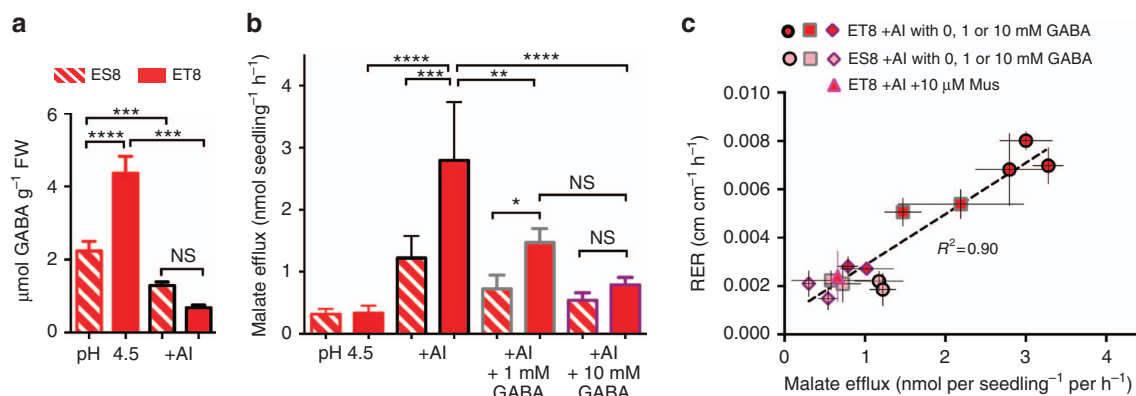 a
ES8 ET8
μmol GABA g⁻¹ FW
6
4
2
0
***
****
***
NS
pH 4.5 +Al
b
Malate efflux (nmol seedling⁻¹ h⁻¹)
4
3
2
1
0
**** ****
*** **
NS
*
NS
pH 4.5 +Al +Al +Al
+ 1 mM + 10 mM
GABA GABA
c
ET8 +Al with 0, 1 or 10 mM GABA
ES8 +Al with 0, 1 or 10 mM GABA
ET8 +Al +10 μM Mus
RER (cm cm⁻¹ h⁻¹)
0.010
0.008
0.006
0.004
0.002
0.000
R²=0.90
0 1 2 3 4
Malate efflux (nmol per seedling⁻¹ per h⁻¹)